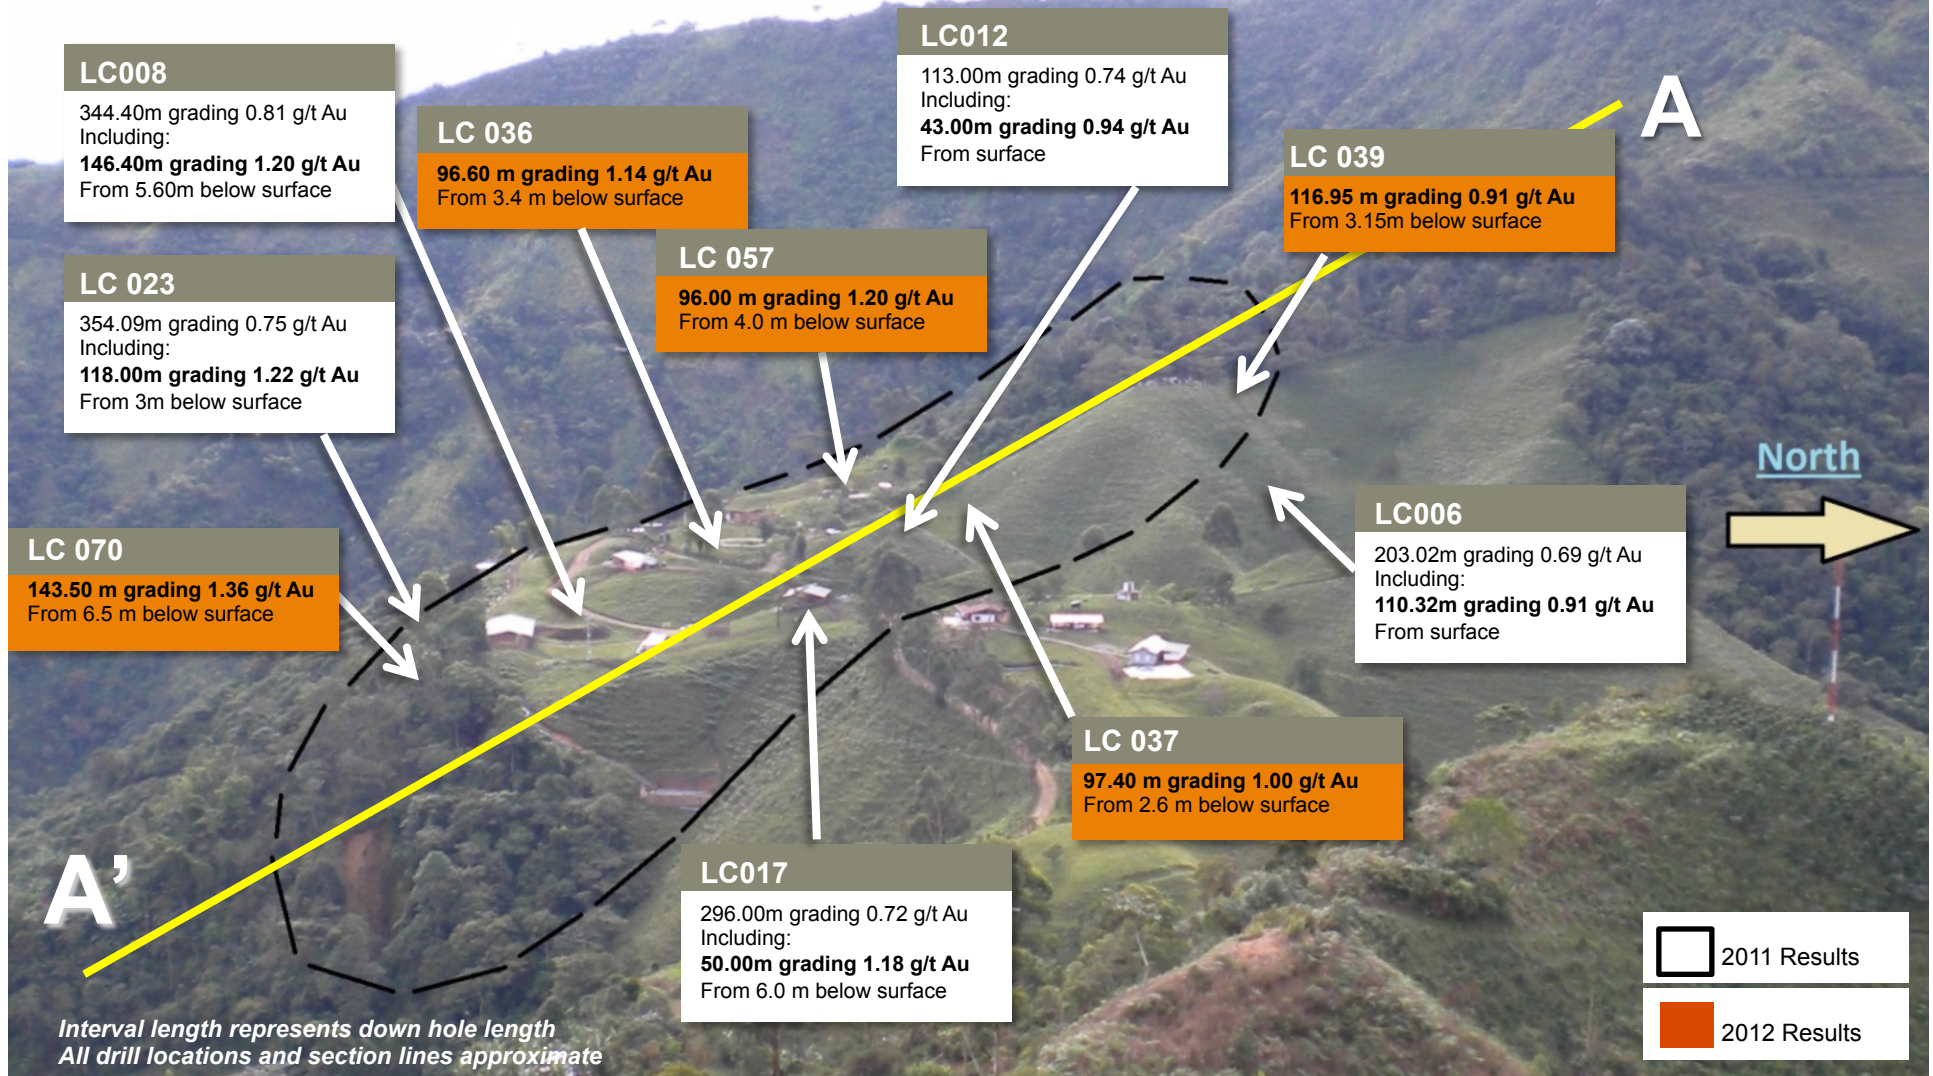 LC008
344.40m grading 0.81 g/t Au
Including:
146.40m grading 1.20 g/t Au
From 5.60m below surface
LC 036
96.60 m grading 1.14 g/t Au
From 3.4 m below surface
LC012
113.00m grading 0.74 g/t Au
Including:
43.00m grading 0.94 g/t Au
From surface
A
LC 039
116.95 m grading 0.91 g/t Au
From 3.15m below surface
LC 057
96.00 m grading 1.20 g/t Au
From 4.0 m below surface
LC 023
354.09m grading 0.75 g/t Au
Including:
118.00m grading 1.22 g/t Au
From 3m below surface
North
LC006
203.02m grading 0.69 g/t Au
Including:
110.32m grading 0.91 g/t Au
From surface
LC 070
143.50 m grading 1.36 g/t Au
From 6.5 m below surface
LC 037
97.40 m grading 1.00 g/t Au
From 2.6 m below surface
A’
LC017
296.00m grading 0.72 g/t Au
Including:
50.00m grading 1.18 g/t Au
From 6.0 m below surface
2011 Results
2012 Results
Interval length represents down hole length
All drill locations and section lines approximate